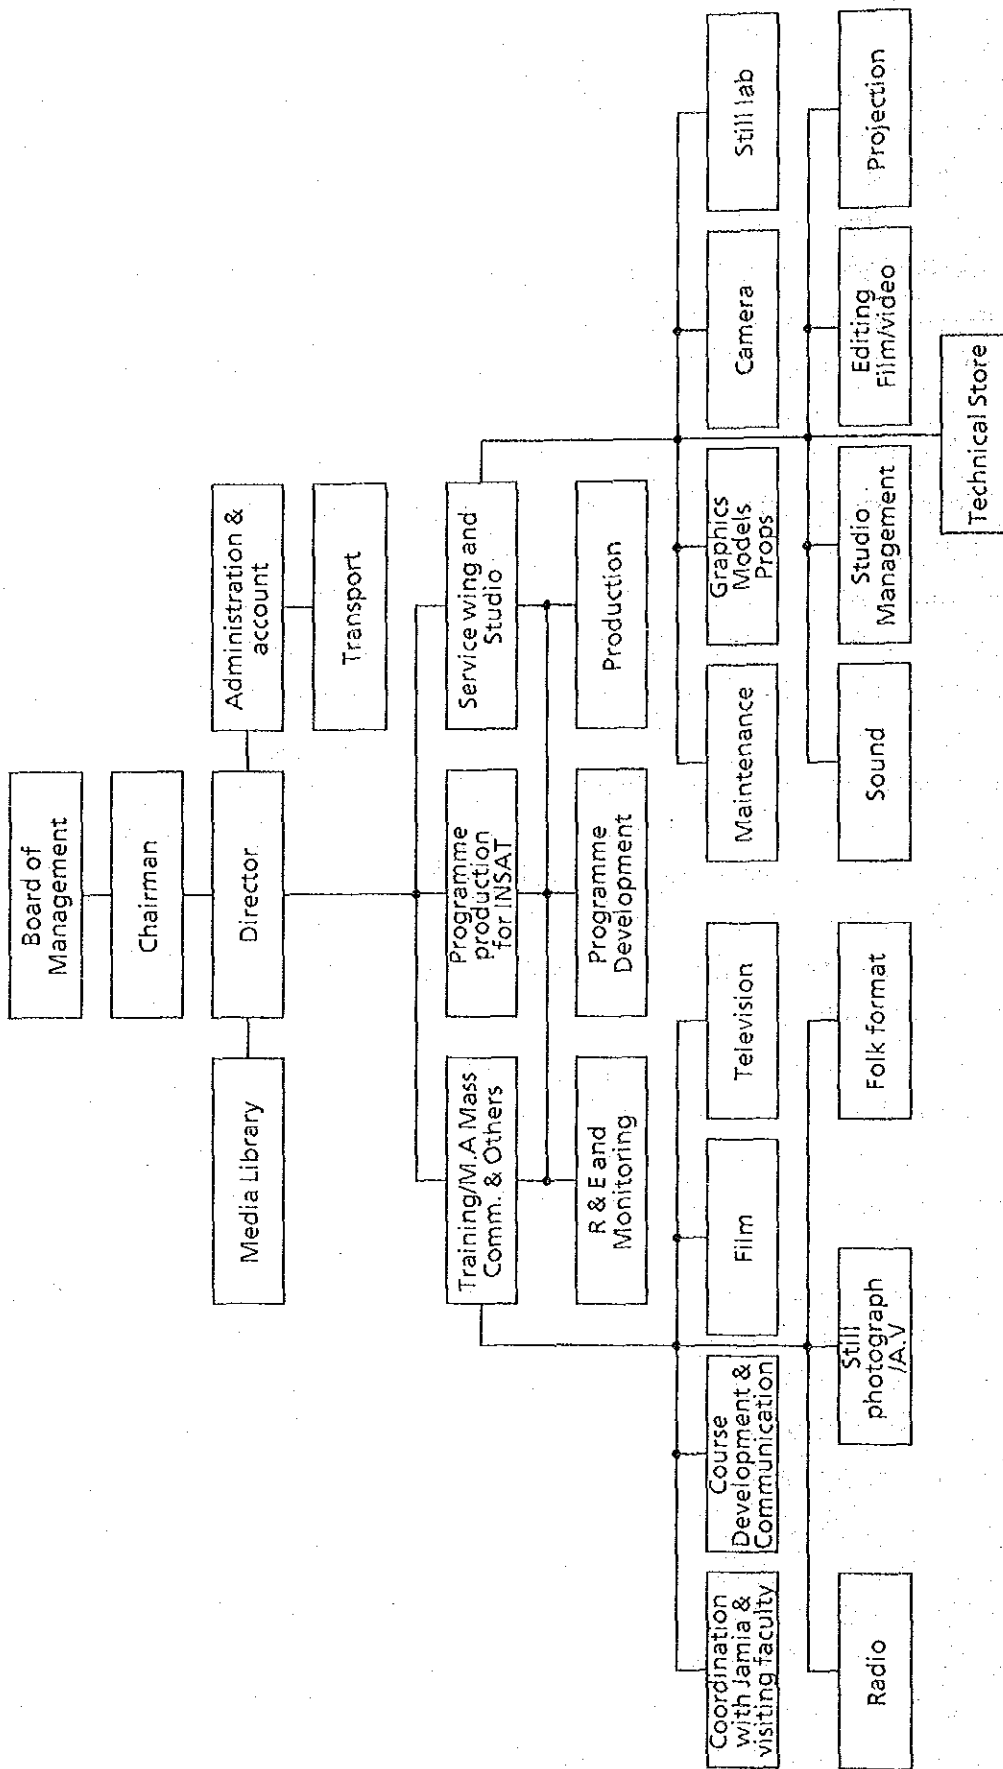 Board of
Management
Chairman
Media Library
Director
Administration &
account
Transport
Training/M.A Mass
Comm. & Others
Programme
production
for INSAT
Service wing and
Studio
R & E and
Monitoring
Programme
Development
Production
Coordination
with Jamia &
visiting faculty
Course
Development &
Communication
Film
Television
Maintenance
Graphics
Models
Props
Camera
Still lab
Radio
Still
photograph
/A.V
Folk format
Sound
Studio
Management
Editing
Film/video
Projection
Technical Store